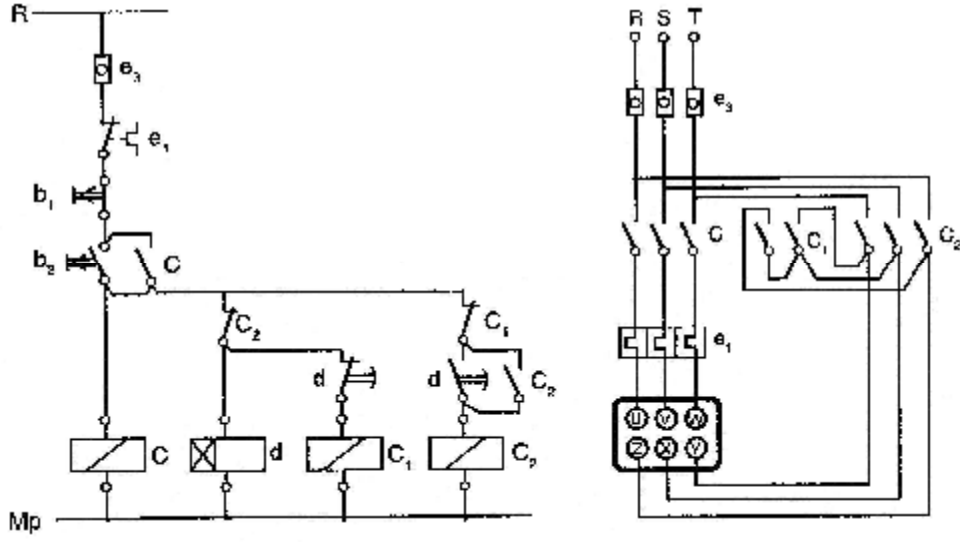 R
e3
e1
b1
b2 C
C2 C1
d d C2
C d C1 C2
Mp
R S T
e3
C C1 C2
e1
U V W
Z X Y